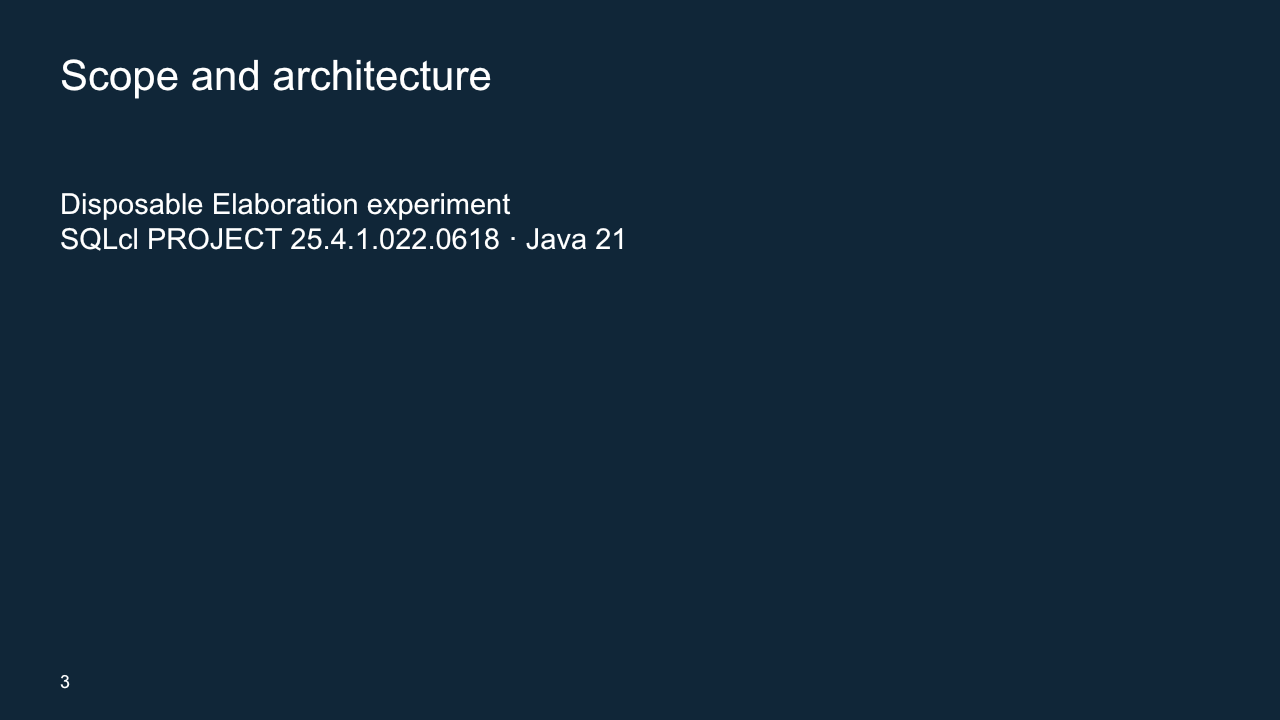 Scope and architecture
Disposable Elaboration experiment
SQLcl PROJECT 25.4.1.022.0618 · Java 21
3